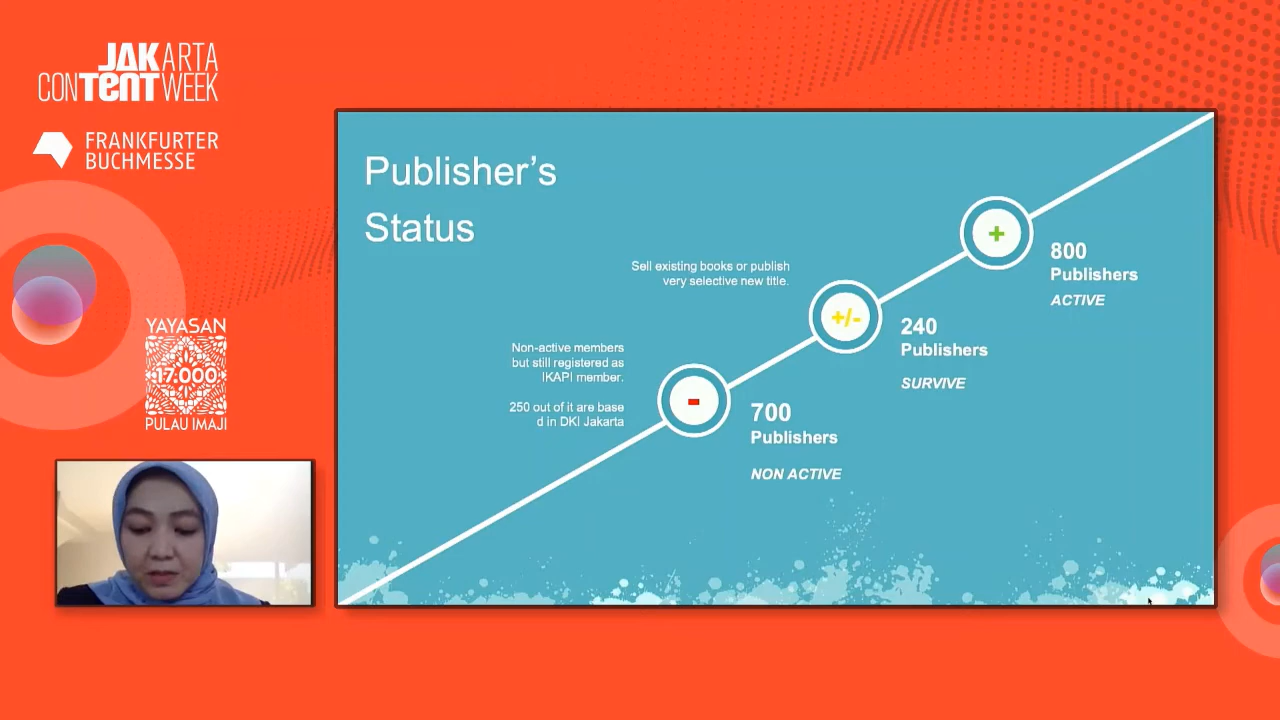 JAKARTA
CONTENT WEEK
FRANKFURTER
BUCHMESSE
YAYASAN
17.000
PULAU IMAJI
Publisher’s
Status
Sell existing books or publish
very selective new title.
Non-active members
but still registered as
IKAPI member.
250 out of it are base
d in DKI Jakarta
+
800
Publishers
ACTIVE
+/-
240
Publishers
SURVIVE
-
700
Publishers
NON ACTIVE